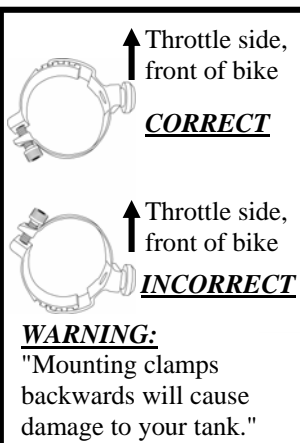 Throttle side,
front of bike
CORRECT
Throttle side,
front of bike
INCORRECT
WARNING:
"Mounting clamps
backwards will cause
damage to your tank."